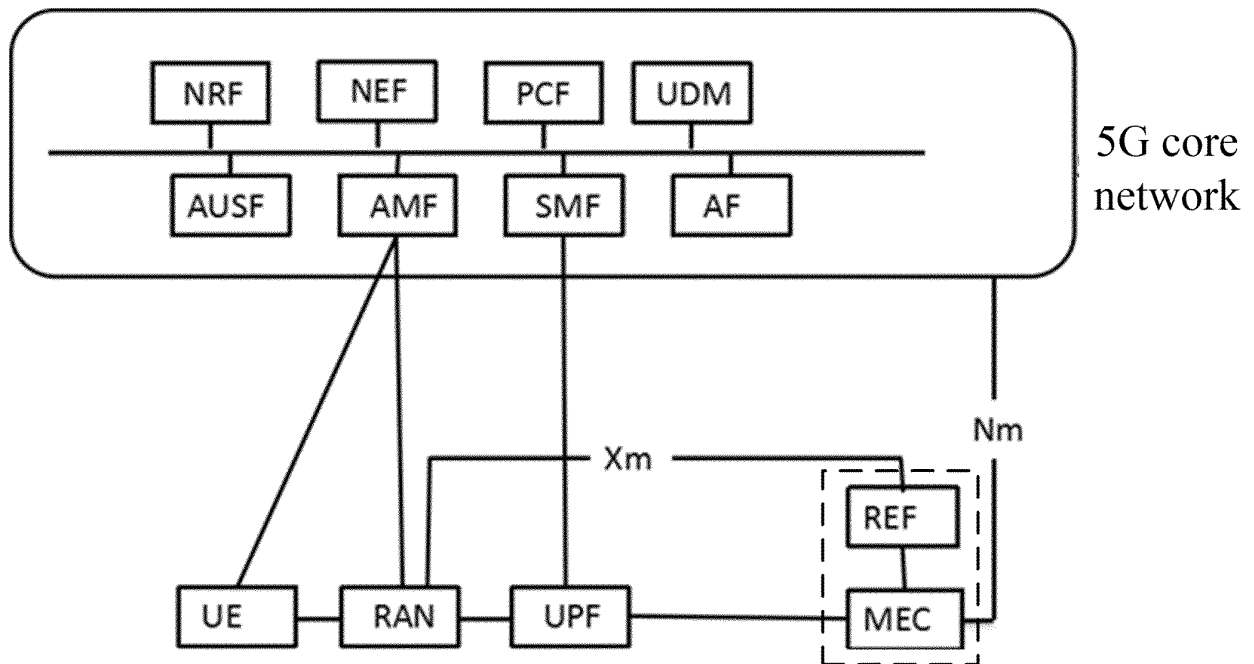 NRF
NEF
PCF
UDM
5G core
network
AUSF
AMF
SMF
AF
Nm
Xm
REF
UE
RAN
UPF
MEC